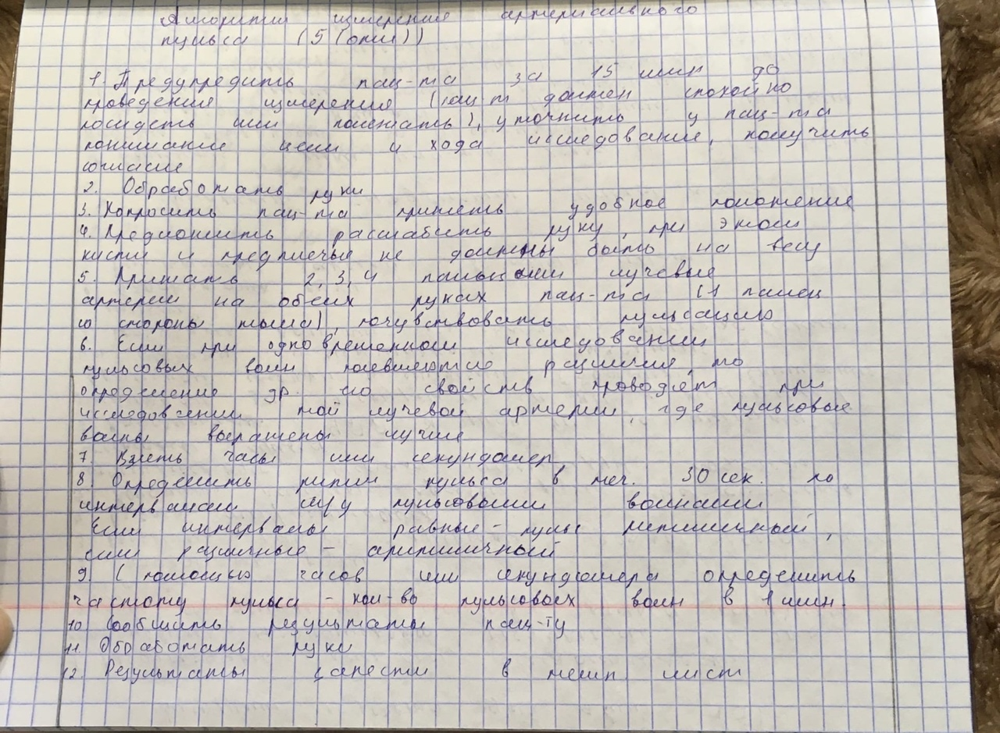 Алгоритм измерения артериального
пульса (5 (опш))
1. Предупредить пац-та за 15 мин до
проведения измерения (пац-т должен спокойно
посидеть или полежать), уточнить у пац-та
понимание цели и хода исследования, получить
согласие
2. Обработать руки
3. Попросить пац-та принять удобное положение
4. Предложить расслабить руку, при этом
кисти и предплечья не должны быть на весу
5. Прижать 2, 3, 4 пальцами лучевые
артерии на обеих руках пац-та (1 палец
со стороны тыла), почувствовать пульсацию
6. Если при одновременном исследовании
пульсовых волн появляются различия, то
определение др. его свойств проводят при
исследовании той лучевой артерии, где пульсовые
волны выражены лучше
7. Взять часы или секундомер
8. Определить ритм пульса в теч. 30 сек. по
интервалам м/у пульсовыми волнами
Если интервалы равные - пульс ритмичный,
если различные - аритмичный
9. С помощью часов или секундомера определить
частоту пульса - кол-во пульсовых волн в 1 мин.
10 Сообщить результаты пац-ту
11. Обработать руки
12. Результаты занести в темп. лист